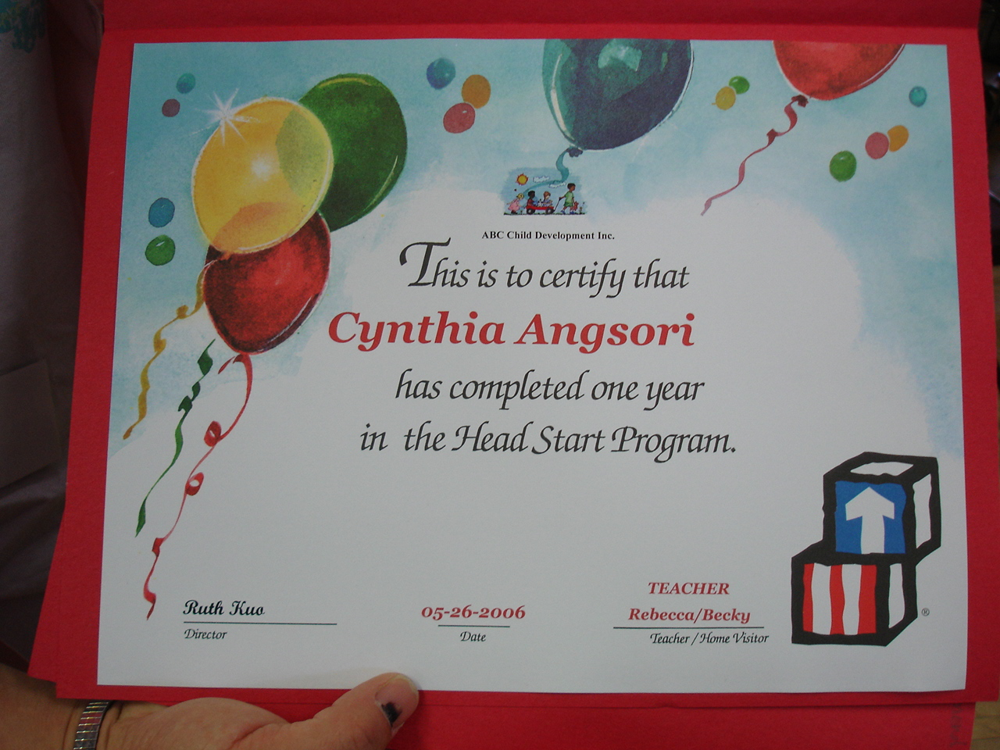 ABC Child Development Inc.
This is to certify that
Cynthia Angsori
has completed one year
in the Head Start Program.
Ruth Kuo
Director
05-26-2006
Date
TEACHER
Rebecca/Becky
Teacher / Home Visitor
®